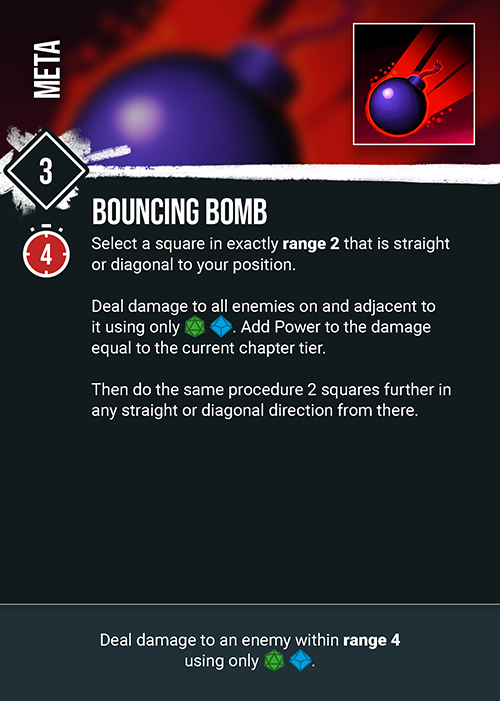 META
3
BOUNCING BOMB
4
Select a square in exactly range 2 that is straight
or diagonal to your position.
Deal damage to all enemies on and adjacent to
it using only . Add Power to the damage
equal to the current chapter tier.
Then do the same procedure 2 squares further in
any straight or diagonal direction from there.
Deal damage to an enemy within range 4
using only .